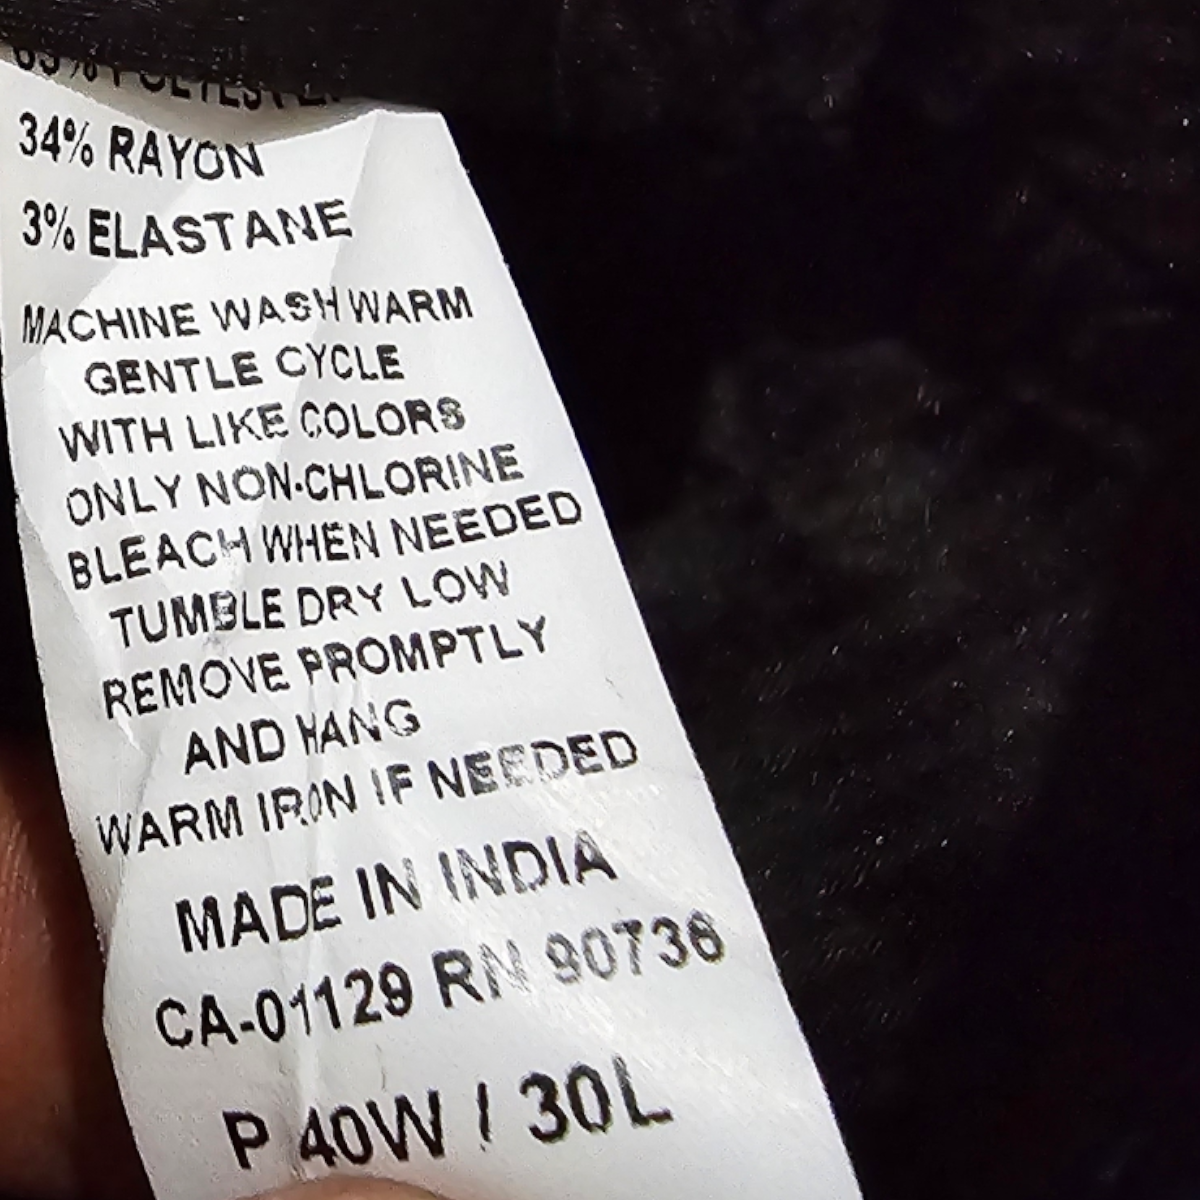 63% POLYESTER
34% RAYON
3% ELASTANE
MACHINE WASH WARM
GENTLE CYCLE
WITH LIKE COLORS
ONLY NON-CHLORINE
BLEACH WHEN NEEDED
TUMBLE DRY LOW
REMOVE PROMPTLY
AND HANG
WARM IRON IF NEEDED
MADE IN INDIA
CA-01129 RN 90736
P 40W / 30L